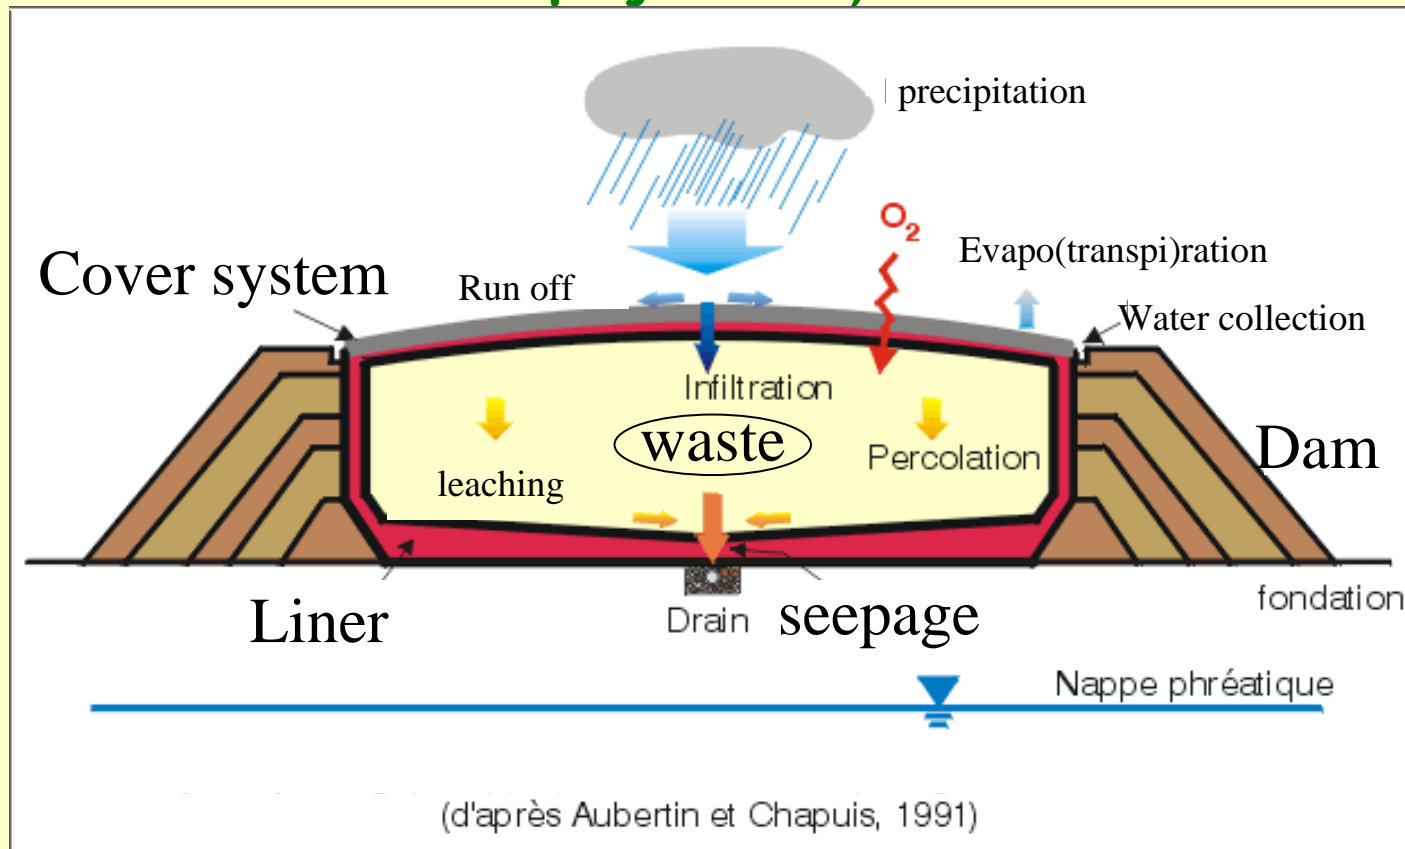 precipitation
O2
Evapo(transpi)ration
Cover system
Run off
Water collection
Infiltration
waste
Dam
Percolation
leaching
Liner
Drain
seepage
fondation
Nappe phréatique
(d'après Aubertin et Chapuis, 1991)